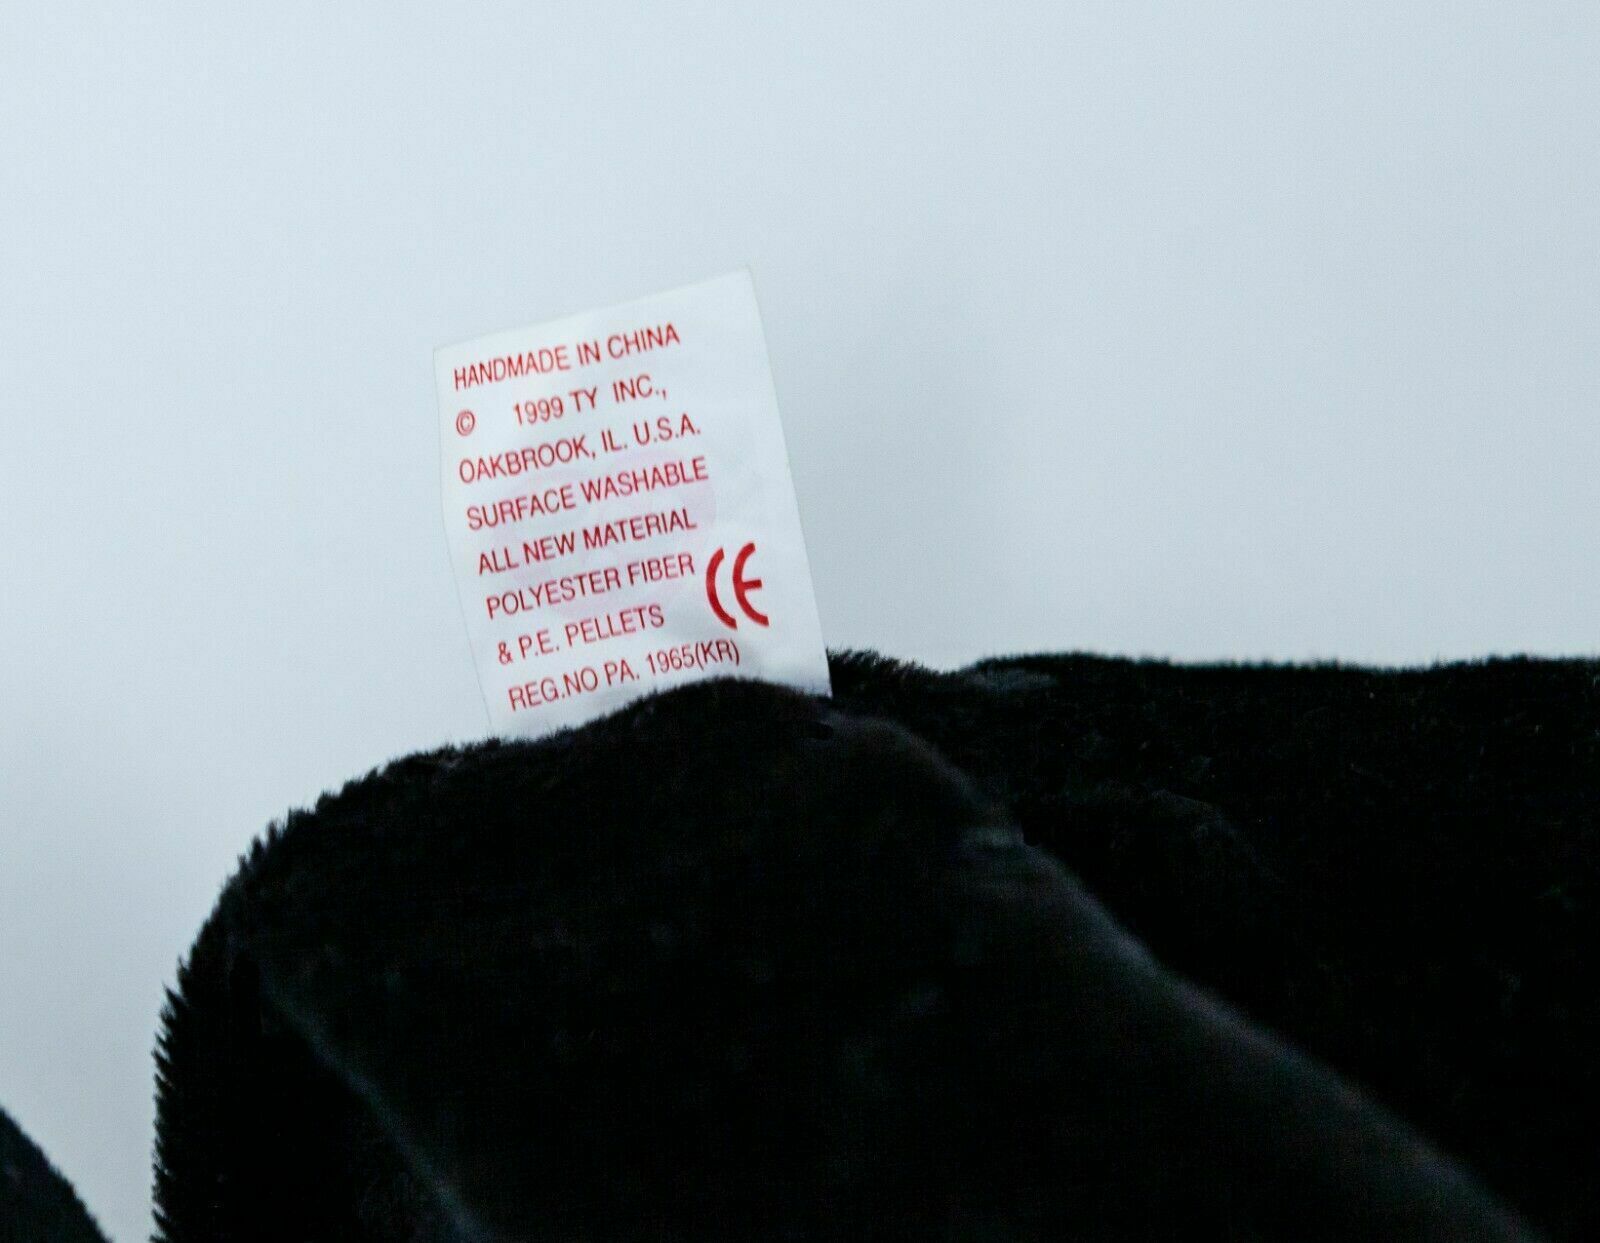 HANDMADE IN CHINA
© 1999 TY INC.,
OAKBROOK, IL. U.S.A.
SURFACE WASHABLE
ALL NEW MATERIAL
POLYESTER FIBER
& P.E. PELLETS CE
REG.NO PA. 1965(KR)